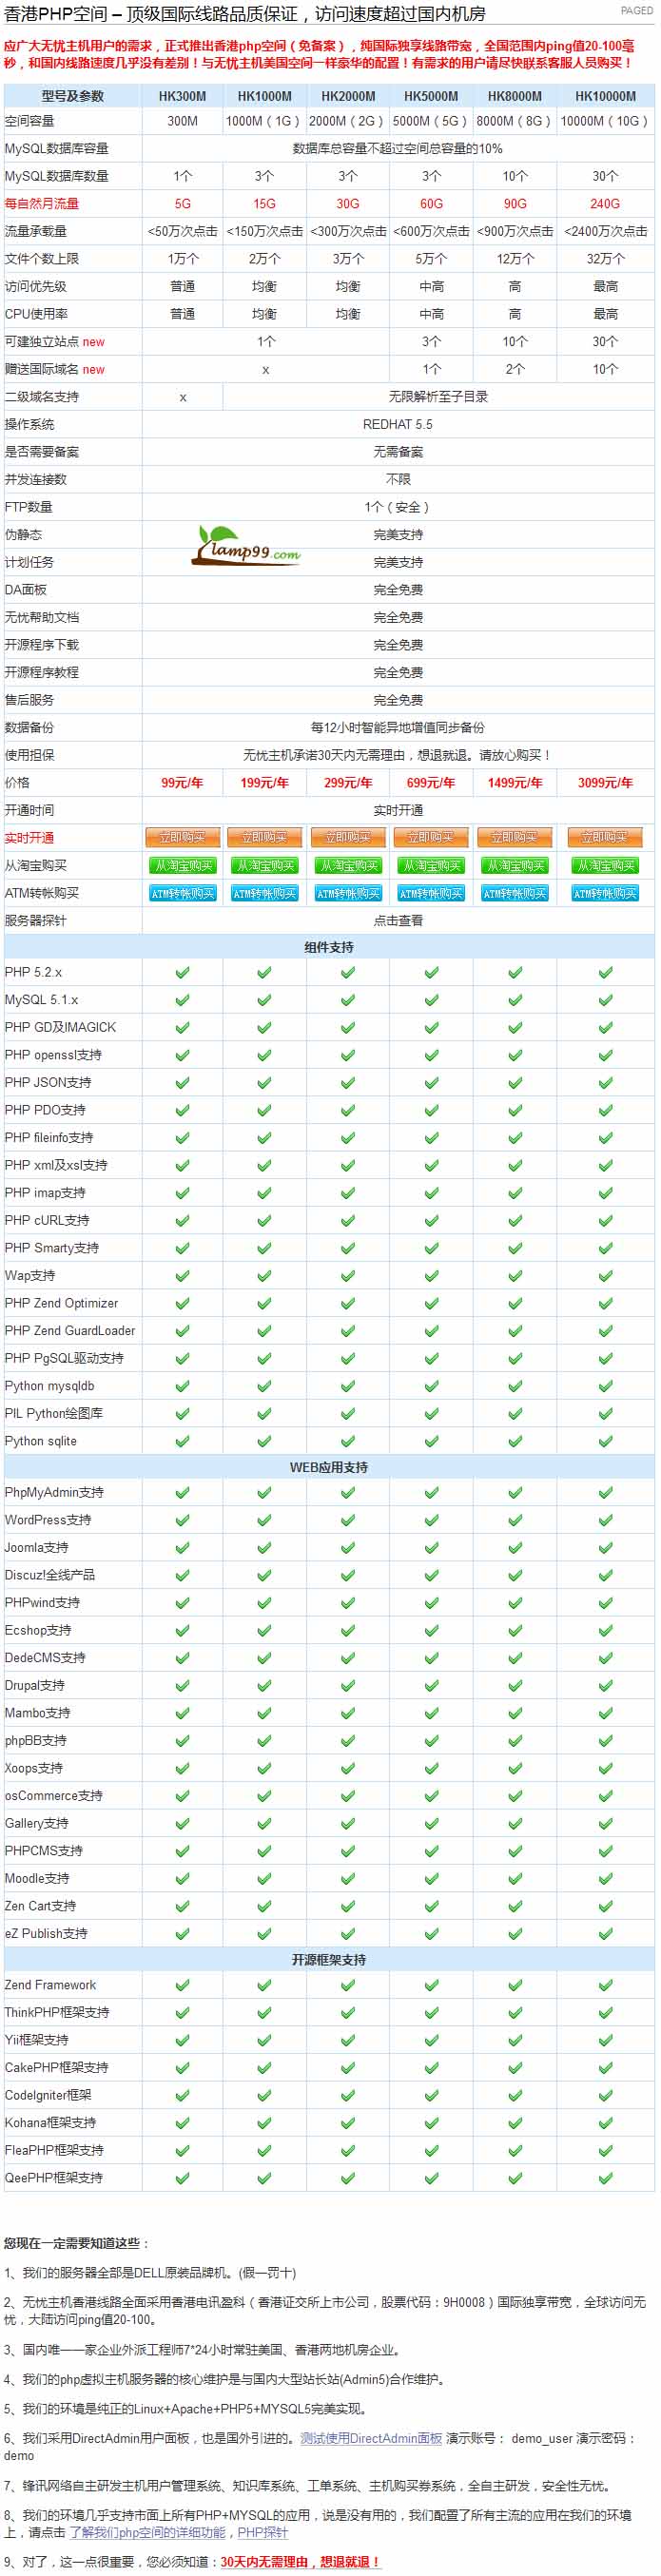 香港PHP空间 – 顶级国际线路品质保证，访问速度超过国内机房 PAGED
应广大无忧主机用户的需求，正式推出香港php空间（免备案），纯国际独享线路带宽，全国范围内ping值20-100毫
秒，和国内线路速度几乎没有差别！与无忧主机美国空间一样豪华的配置！有需求的用户请尽快联系客服人员购买！
型号及参数 HK300M HK1000M HK2000M HK5000M HK8000M HK10000M
空间容量 300M 1000M（1G） 2000M（2G） 5000M（5G） 8000M（8G） 10000M（10G）
MySQL数据库容量 数据库总容量不超过空间总容量的10%
MySQL数据库数量 1个 3个 3个 3个 10个 30个
每自然月流量 5G 15G 30G 60G 90G 240G
流量承载量 <50万次点击 <150万次点击 <300万次点击 <600万次点击 <900万次点击 <2400万次点击
文件个数上限 1万个 2万个 3万个 5万个 12万个 32万个
访问优先级 普通 均衡 均衡 中高 高 最高
CPU使用率 普通 均衡 均衡 中高 高 最高
可建独立站点 new 1个 3个 10个 30个
赠送国际域名 new x 1个 2个 10个
二级域名支持 x 无限解析至子目录
操作系统 REDHAT 5.5
是否需要备案 无需备案
并发连接数 不限
FTP数量 1个（安全）
伪静态 完美支持
lamp99.com
计划任务 完美支持
DA面板 完全免费
无忧帮助文档 完全免费
开源程序下载 完全免费
开源程序教程 完全免费
售后服务 完全免费
数据备份 每12小时智能异地增值同步备份
使用担保 无忧主机承诺30天内无需理由，想退就退。请放心购买！
价格 99元/年 199元/年 299元/年 699元/年 1499元/年 3099元/年
开通时间 实时开通
实时开通 立即购买 立即购买 立即购买 立即购买 立即购买 立即购买
从淘宝购买 从淘宝购买 从淘宝购买 从淘宝购买 从淘宝购买 从淘宝购买 从淘宝购买
ATM转帐购买 ATM转帐购买 ATM转帐购买 ATM转帐购买 ATM转帐购买 ATM转帐购买 ATM转帐购买
服务器探针 点击查看
组件支持
PHP 5.2.x
MySQL 5.1.x
PHP GD及IMAGICK
PHP openssl支持
PHP JSON支持
PHP PDO支持
PHP fileinfo支持
PHP xml及xsl支持
PHP imap支持
PHP cURL支持
PHP Smarty支持
Wap支持
PHP Zend Optimizer
PHP Zend GuardLoader
PHP PgSQL驱动支持
Python mysqldb
PIL Python绘图库
Python sqlite
WEB应用支持
PhpMyAdmin支持
WordPress支持
Joomla支持
Discuz!全线产品
PHPwind支持
Ecshop支持
DedeCMS支持
Drupal支持
Mambo支持
phpBB支持
Xoops支持
osCommerce支持
Gallery支持
PHPCMS支持
Moodle支持
Zen Cart支持
eZ Publish支持
开源框架支持
Zend Framework
ThinkPHP框架支持
Yii框架支持
CakePHP框架支持
CodeIgniter框架
Kohana框架支持
FleaPHP框架支持
QeePHP框架支持
您现在一定需要知道这些：
1、我们的服务器全部是DELL原装品牌机。(假一罚十)
2、无忧主机香港线路全面采用香港电讯盈科（香港证交所上市公司，股票代码：9H0008）国际独享带宽，全球访问无
忧，大陆访问ping值20-100。
3、国内唯一一家企业外派工程师7*24小时常驻美国、香港两地机房企业。
4、我们的php虚拟主机服务器的核心维护是与国内大型站长站(Admin5)合作维护。
5、我们的环境是纯正的Linux+Apache+PHP5+MYSQL5完美实现。
6、我们采用DirectAdmin用户面板，也是国外引进的。测试使用DirectAdmin面板 演示账号： demo_user 演示密码：
demo
7、锋讯网络自主研发主机用户管理系统、知识库系统、工单系统、主机购买券系统，全自主研发，安全性无忧。
8、我们的环境几乎支持市面上所有PHP+MYSQL的应用，说是没有用的，我们配置了所有主流的应用在我们的环境
上，请点击 了解我们php空间的详细功能，PHP探针
9、对了，这一点很重要，您必须知道：30天内无需理由，想退就退！